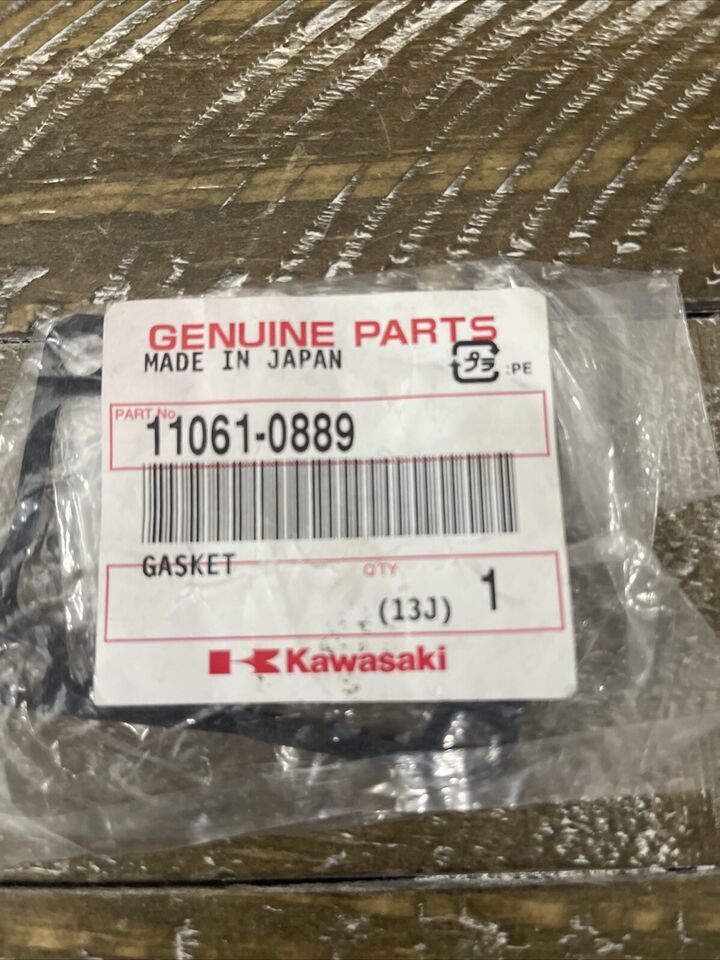 GENUINE PARTS
MADE IN JAPAN
プラ :PE
PART No
11061-0889
GASKET
QTY
(13J) 1
Kawasaki